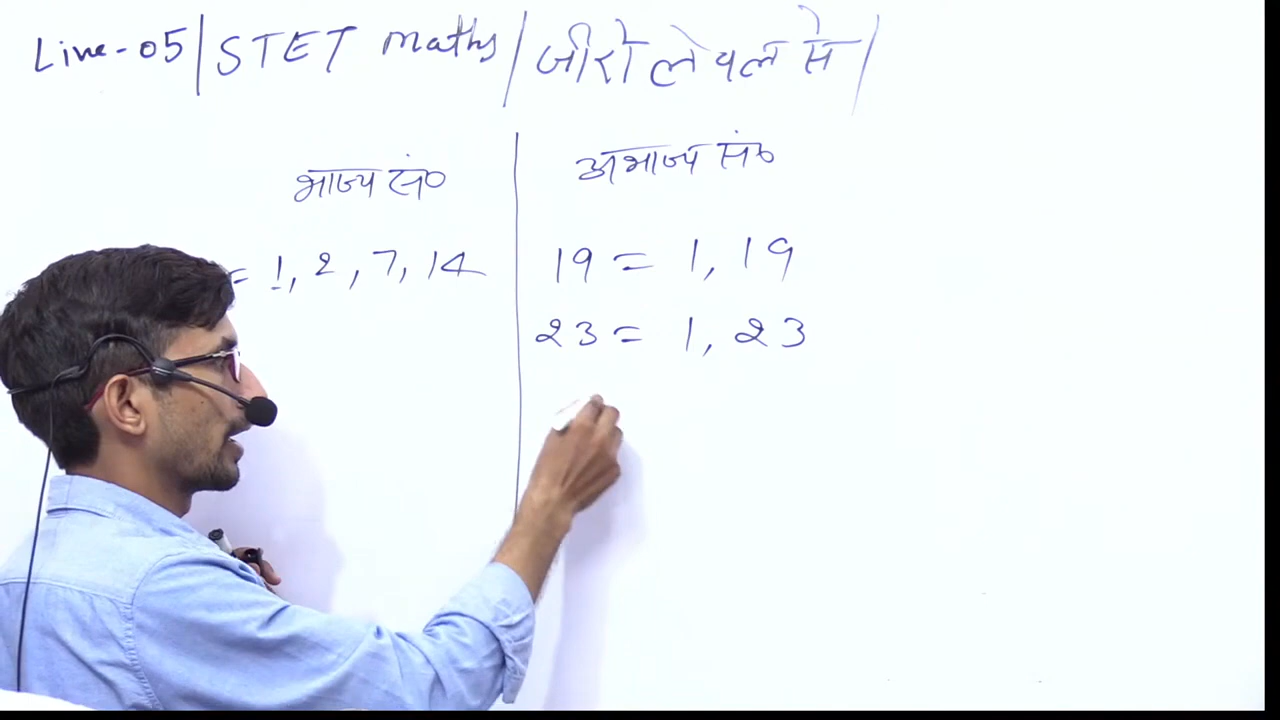 Live-05/STET maths/जीरो लेवल से/
भाज्य सं०
= 1, 2, 7, 14
अभाज्य सं०
19 = 1, 19
23 = 1, 23